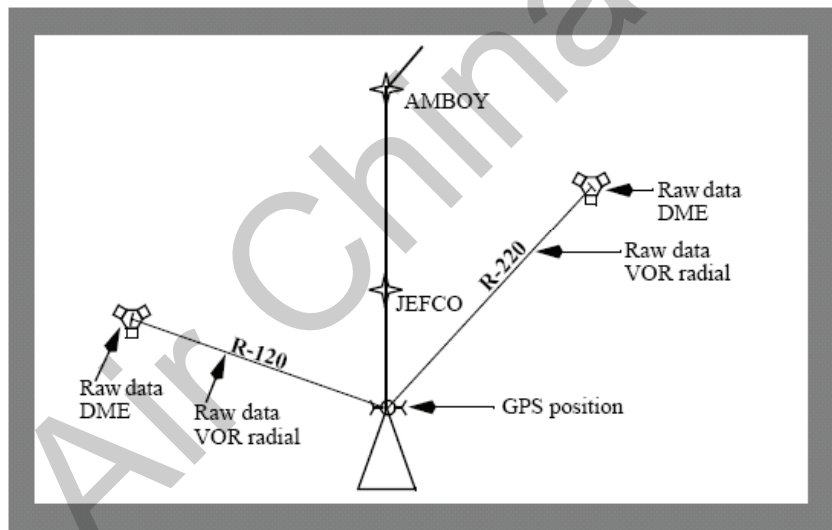 AMBOY
Raw data
DME
Raw data
VOR radial
R-220
JEFCO
R-120
Raw data
DME
Raw data
VOR radial
GPS position
Air China